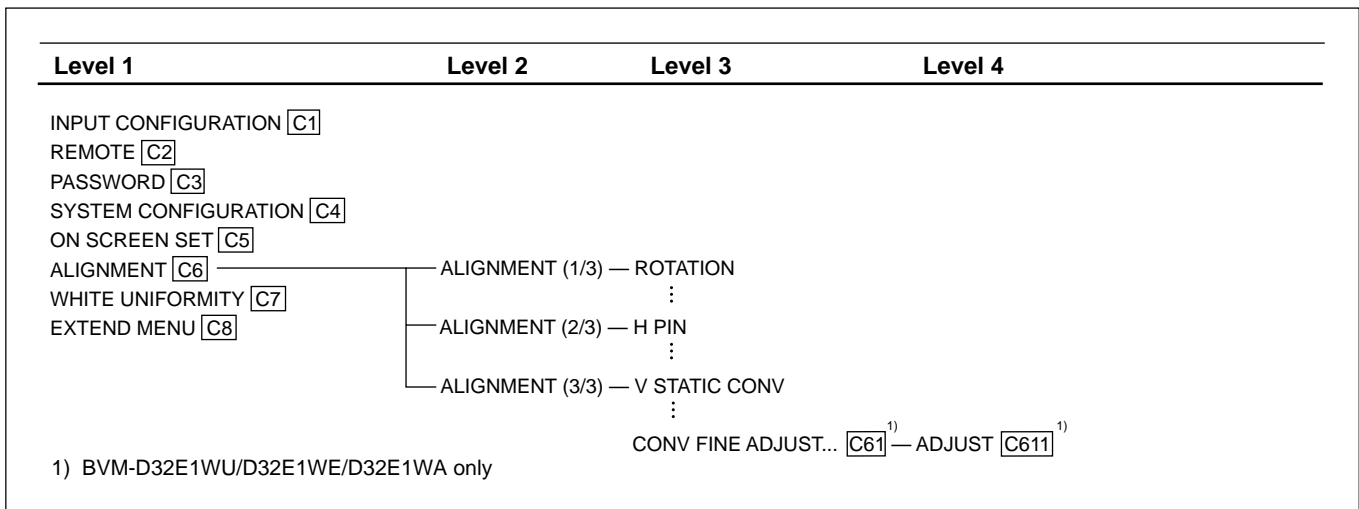 Level 1 Level 2 Level 3 Level 4
INPUT CONFIGURATION C1
REMOTE C2
PASSWORD C3
SYSTEM CONFIGURATION C4
ON SCREEN SET C5
ALIGNMENT C6 ALIGNMENT (1/3) — ROTATION
WHITE UNIFORMITY C7
EXTEND MENU C8 ALIGNMENT (2/3) — H PIN
ALIGNMENT (3/3) — V STATIC CONV
CONV FINE ADJUST... C61 1) — ADJUST C611 1)
1) BVM-D32E1WU/D32E1WE/D32E1WA only